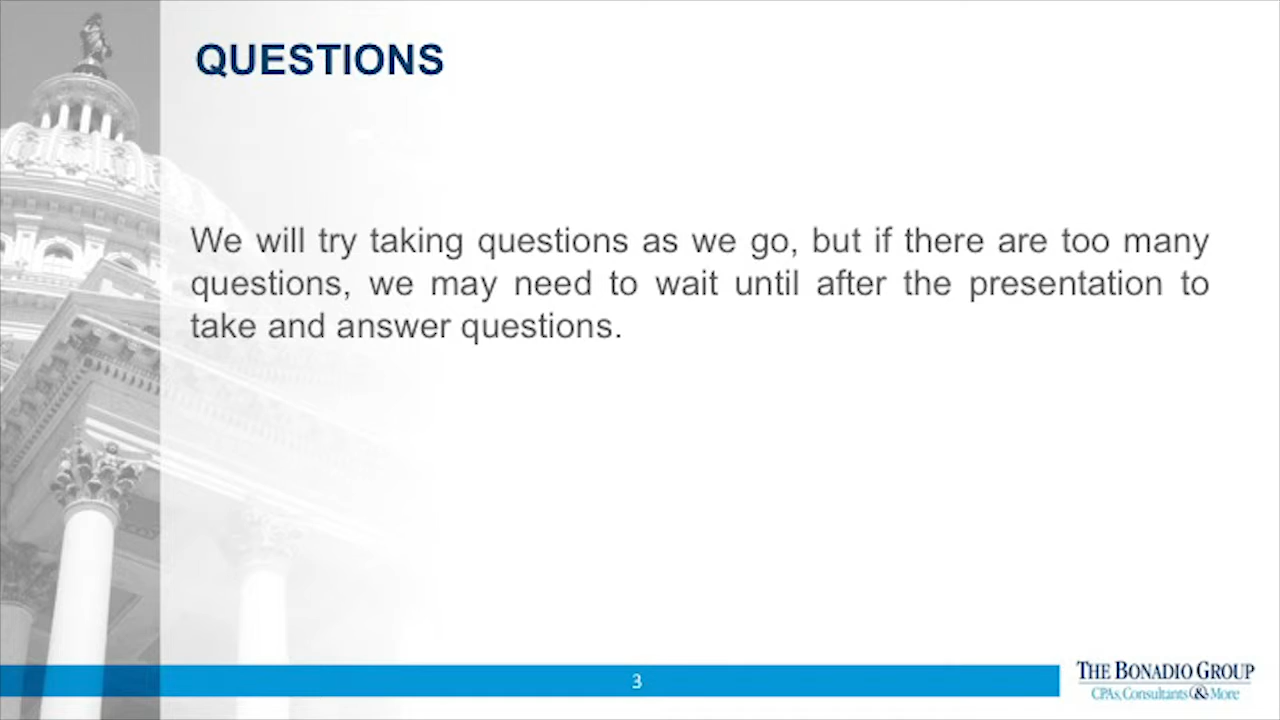 QUESTIONS
We will try taking questions as we go, but if there are too many
questions, we may need to wait until after the presentation to
take and answer questions.
3
THE BONADIO GROUP
CPAs, Consultants & More